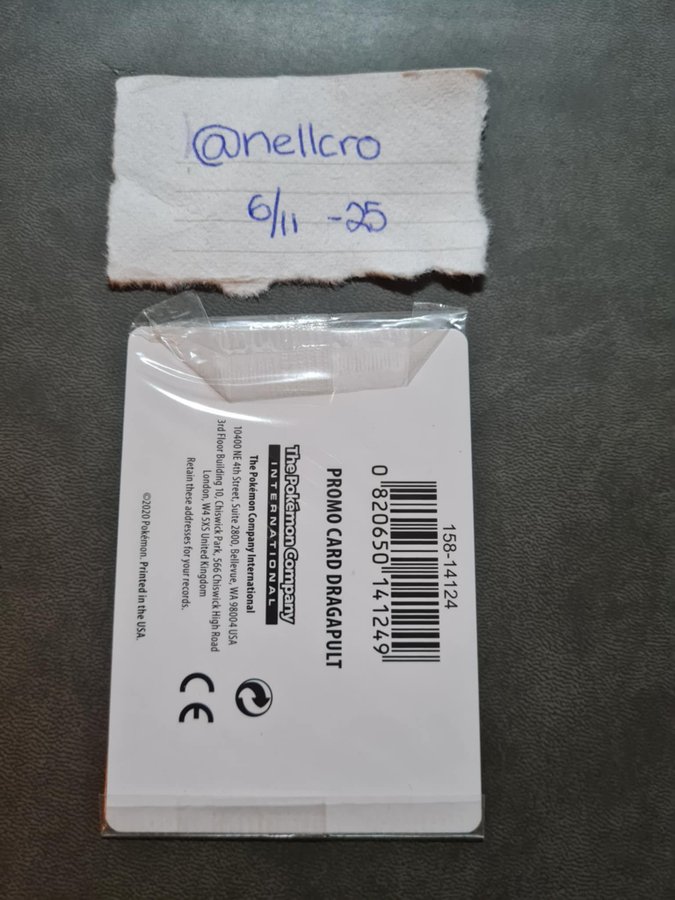 @nellcro
6/11 -25
158-14124
0 820650 141249
PROMO CARD DRAGAPULT
The Pokémon Company
INTERNATIONAL
The Pokémon Company International
10400 NE 4th Street, Suite 2800, Bellevue, WA 98004 USA
3rd Floor Building 10, Chiswick Park, 566 Chiswick High Road
London, W4 5XS United Kingdom
Retain these addresses for your records.
CE
©2020 Pokémon. Printed in the USA.